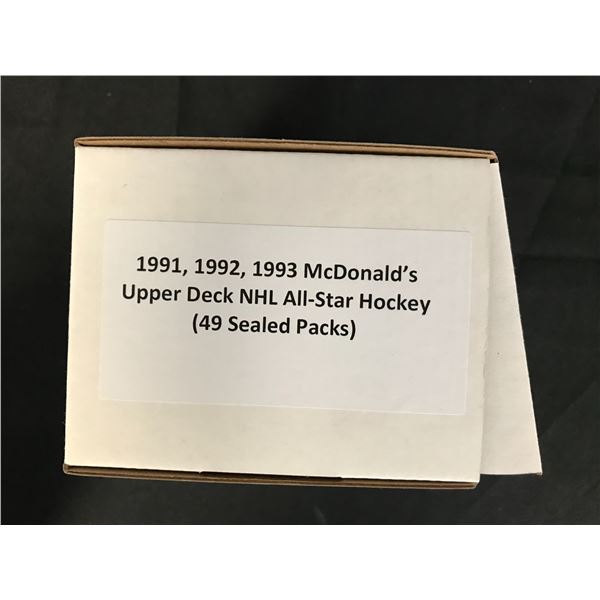 1991, 1992, 1993 McDonald's
Upper Deck NHL All-Star Hockey
(49 Sealed Packs)